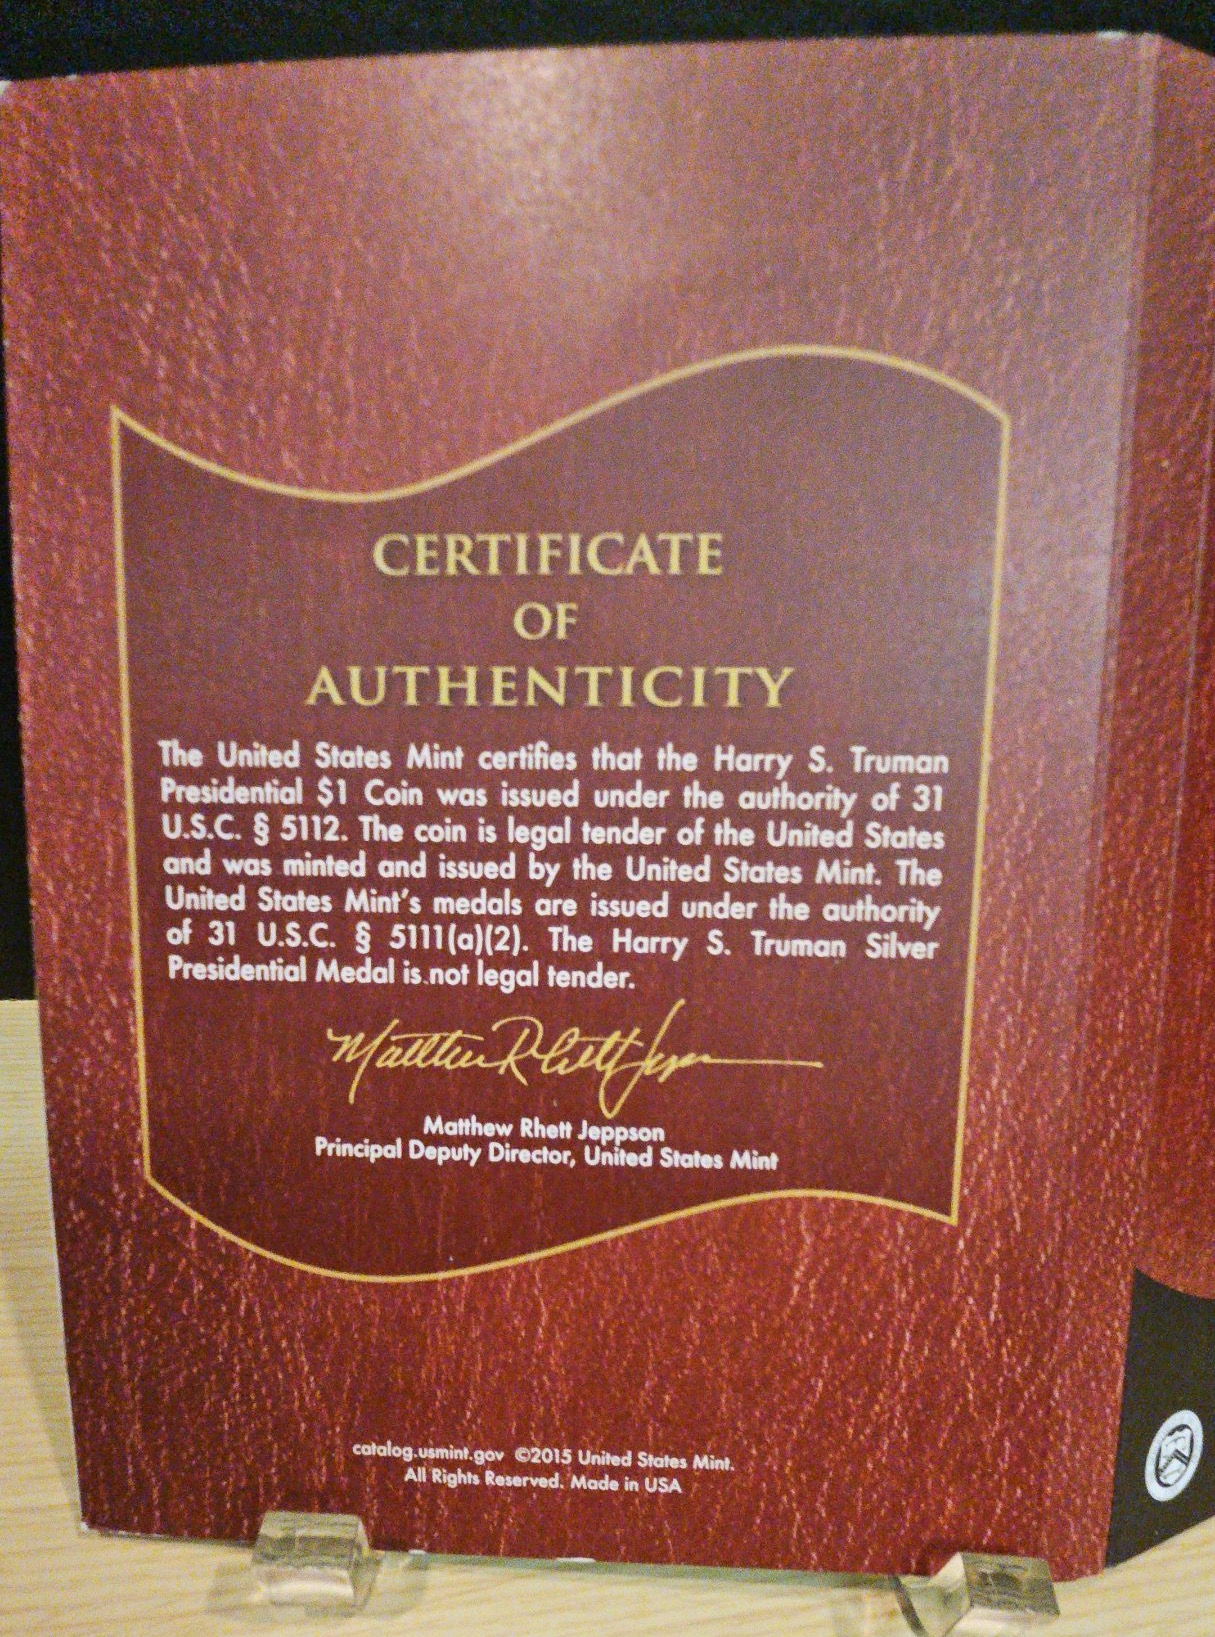 CERTIFICATE
OF
AUTHENTICITY
The United States Mint certifies that the Harry S. Truman
Presidential $1 Coin was issued under the authority of 31
U.S.C. § 5112. The coin is legal tender of the United States
and was minted and issued by the United States Mint. The
United States Mint's medals are issued under the authority
of 31 U.S.C. § 5111(a)(2). The Harry S. Truman Silver
Presidential Medal is not legal tender.
Matthew Rhett Jeppson
Matthew Rhett Jeppson
Principal Deputy Director, United States Mint
catalog.usmint.gov ©2015 United States Mint.
All Rights Reserved. Made in USA